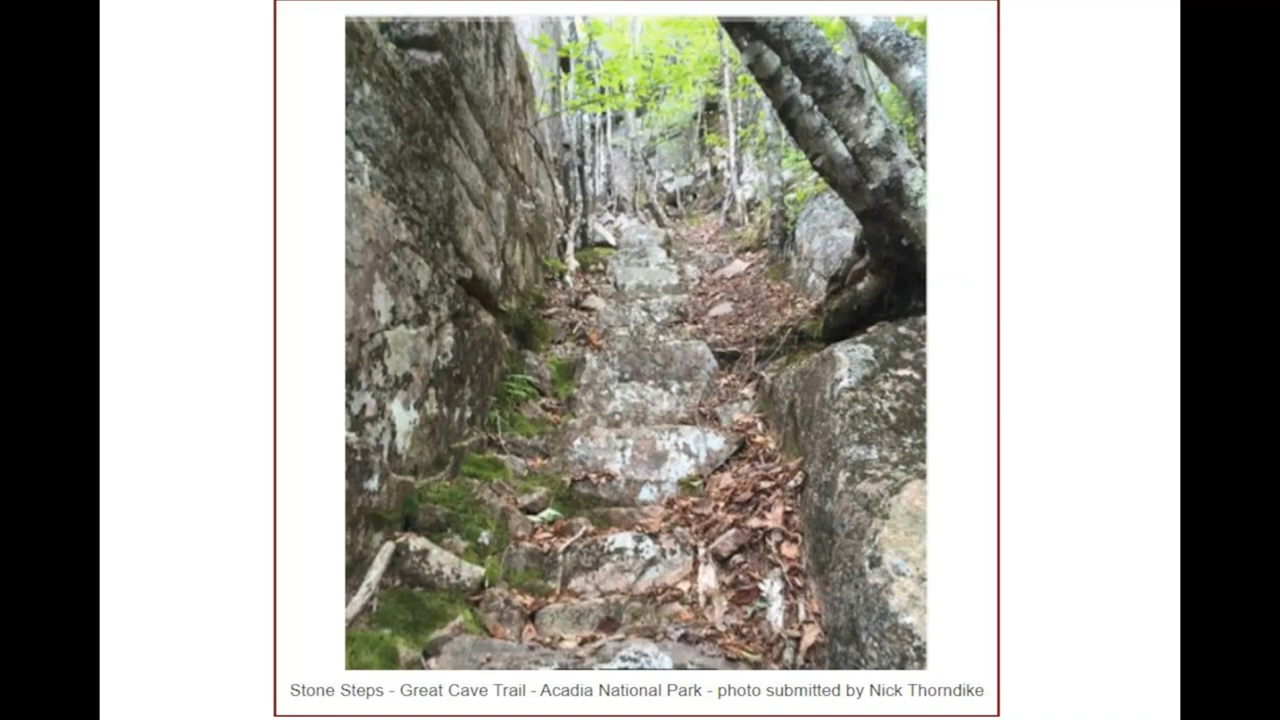 Stone Steps - Great Cave Trail - Acadia National Park - photo submitted by Nick Thorndike